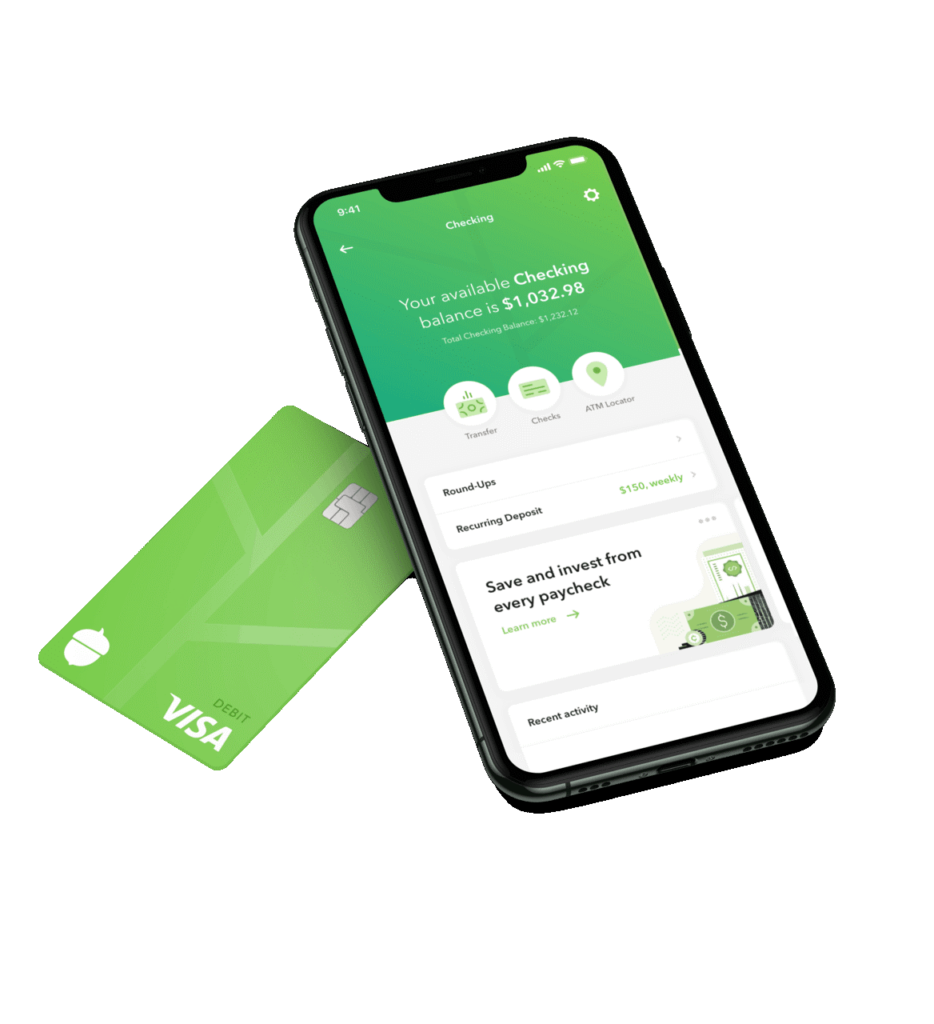 9:41
Checking
Your available Checking
balance is $1,032.98
Total Checking Balance: $1,232.12
Transfer
Checks
ATM Locator
Round-Ups
Recurring Deposit
$150, weekly
Save and invest from
every paycheck
Learn more
$
Recent activity
DEBIT
VISA